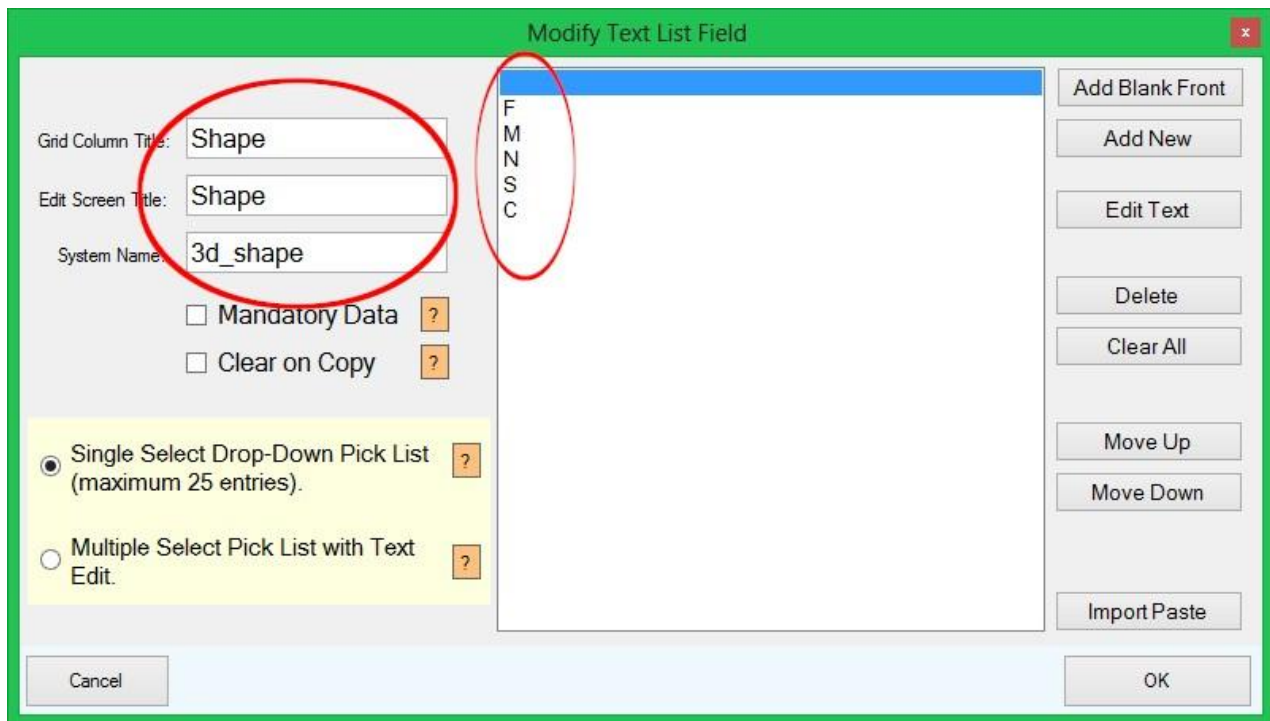 Modify Text List Field
x
Grid Column Title: Shape
Edit Screen Title: Shape
System Name: 3d_shape
Mandatory Data ?
Clear on Copy ?
Single Select Drop-Down Pick List
(maximum 25 entries). ?
Multiple Select Pick List with Text
Edit. ?
F
M
N
S
C
Add Blank Front
Add New
Edit Text
Delete
Clear All
Move Up
Move Down
Import Paste
Cancel
OK